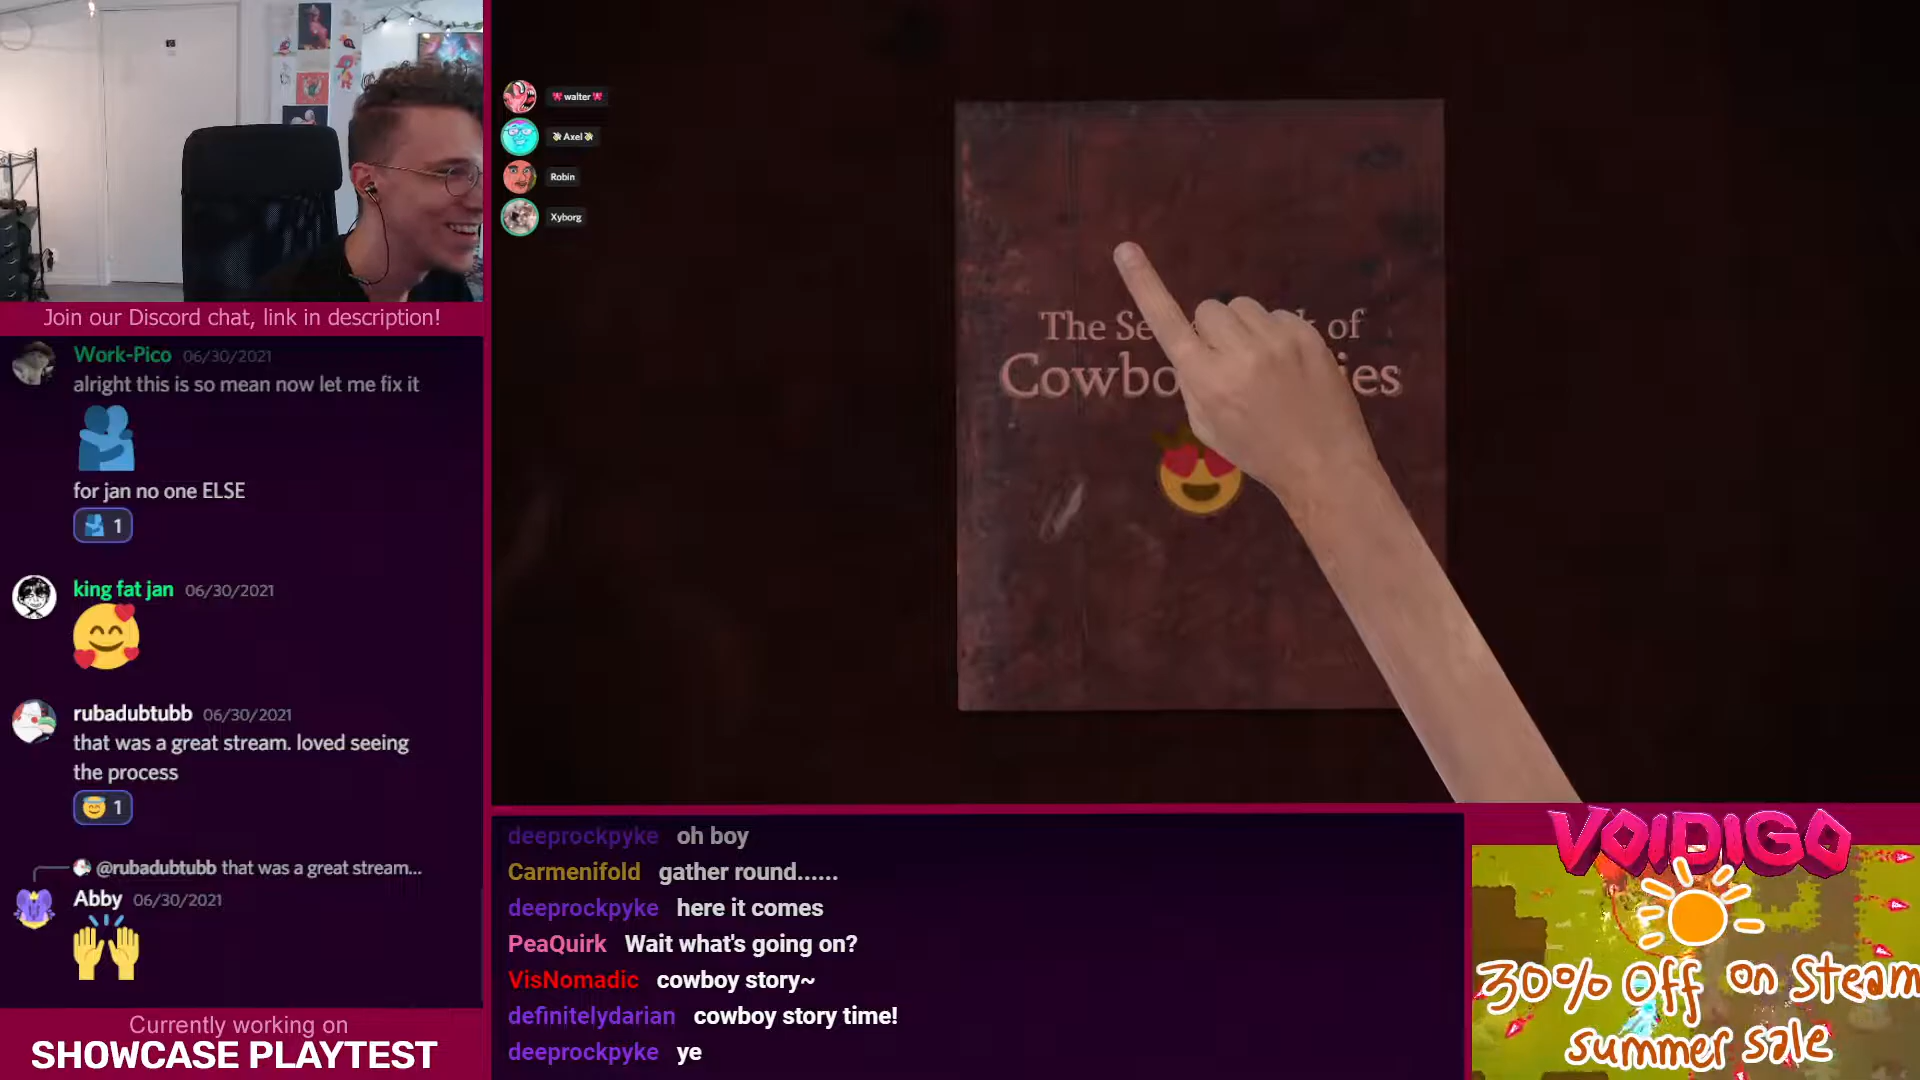 Join our Discord chat, link in description!
Work-Pico 06/30/2021
alright this is so mean now let me fix it
for jan no one ELSE
1
king fat jan 06/30/2021
rubadubtubb 06/30/2021
that was a great stream. loved seeing
the process
1
@rubadubtubb that was a great stream...
Abby 06/30/2021
Currently working on
SHOWCASE PLAYTEST
walter
Axel
Robin
Xyborg
The of
deeprockpyke oh boy
Carmenifold gather round......
deeprockpyke here it comes
PeaQuirk Wait what's going on?
VisNomadic cowboy story~
definitelydarian cowboy story time!
deeprockpyke ye
VOIDIGO
30% Off on Steam
summer sale